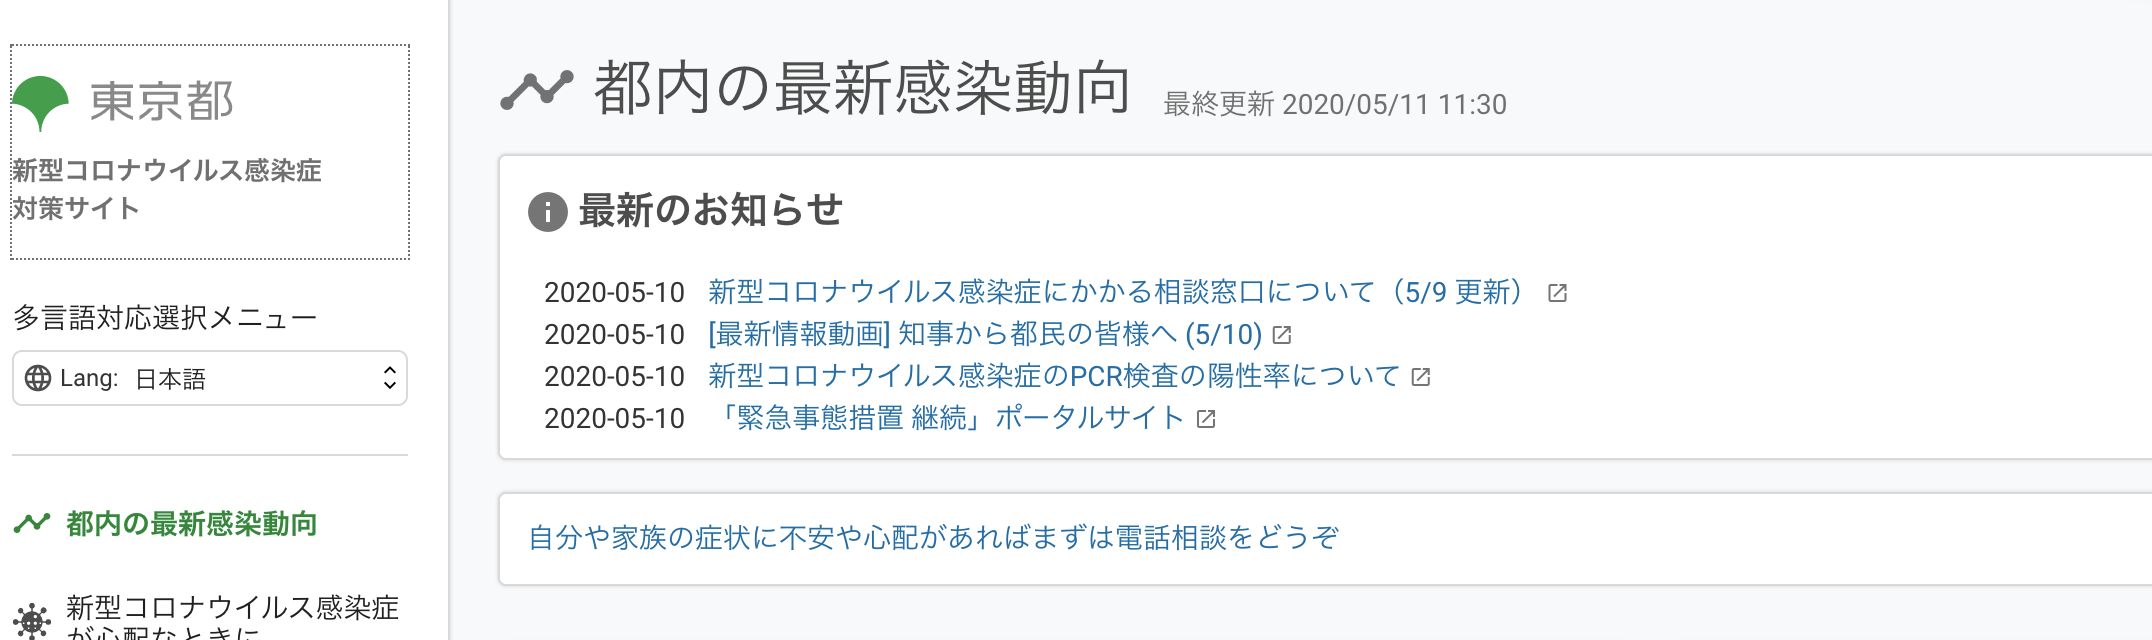 東京都
新型コロナウイルス感染症
対策サイト
多言語対応選択メニュー
Lang: 日本語
都内の最新感染動向
新型コロナウイルス感染症
が心配なときに
都内の最新感染動向 最終更新 2020/05/11 11:30
最新のお知らせ
2020-05-10 新型コロナウイルス感染症にかかる相談窓口について（5/9 更新）
2020-05-10 [最新情報動画] 知事から都民の皆様へ (5/10)
2020-05-10 新型コロナウイルス感染症のPCR検査の陽性率について
2020-05-10 「緊急事態措置 継続」ポータルサイト
自分や家族の症状に不安や心配があればまずは電話相談をどうぞ